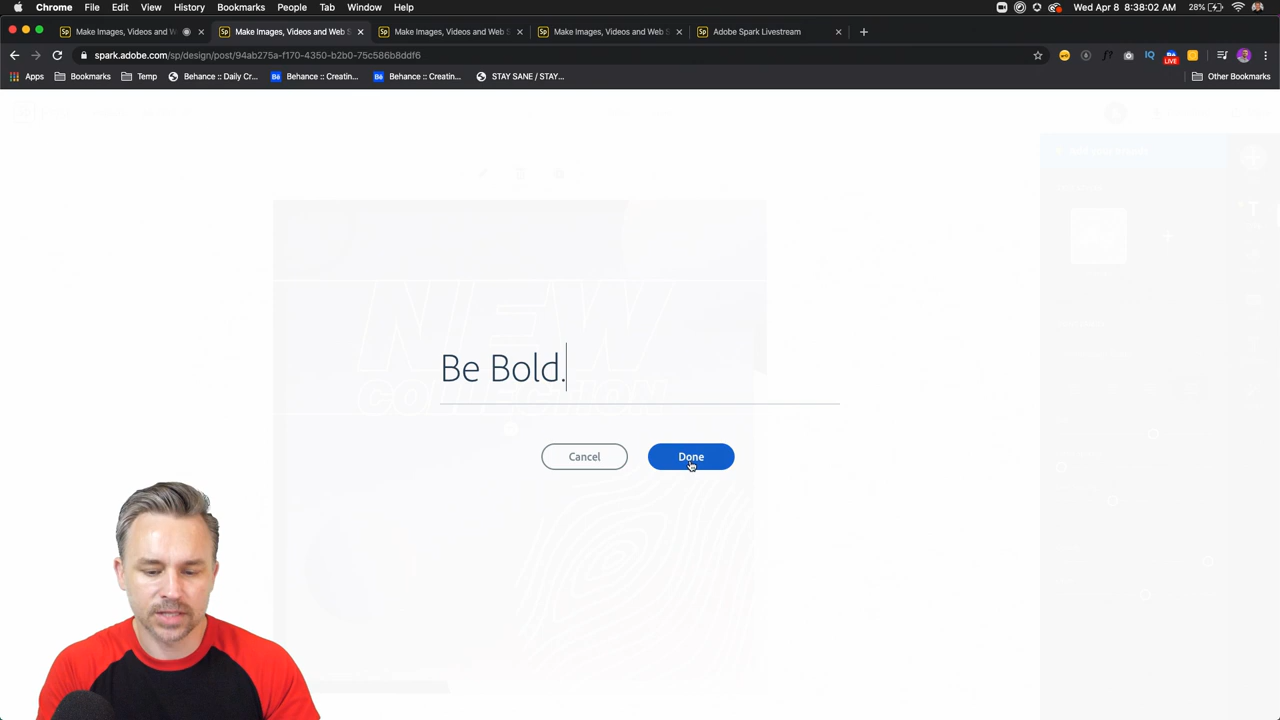 Chrome File Edit View History Bookmarks People Tab Window Help 28% Wed Apr 8 8:38:02 AM
Make Images, Videos and W Make Images, Videos and Web S Make Images, Videos and Web S Make Images, Videos and Web S Adobe Spark Livestream
spark.adobe.com/sp/design/post/94ab275a-f170-4350-b2b0-75c586b8ddf6
Apps Bookmarks Temp Behance :: Daily Cr... Behance :: Creatin... Behance :: Creatin... STAY SANE / STAY... Other Bookmarks
LIVE
NEW
COLLECTION
Be Bold.
Cancel Done